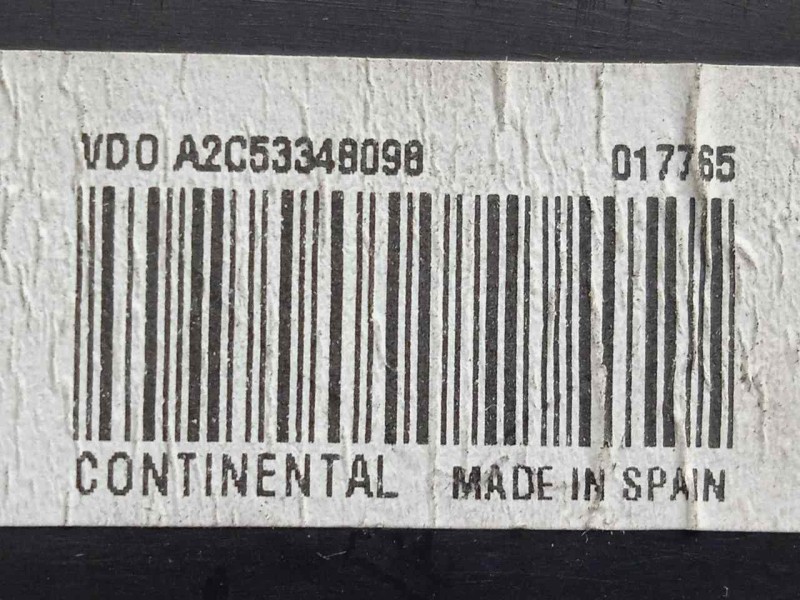 VDO A2C53348098 017765
CONTINENTAL MADE IN SPAIN